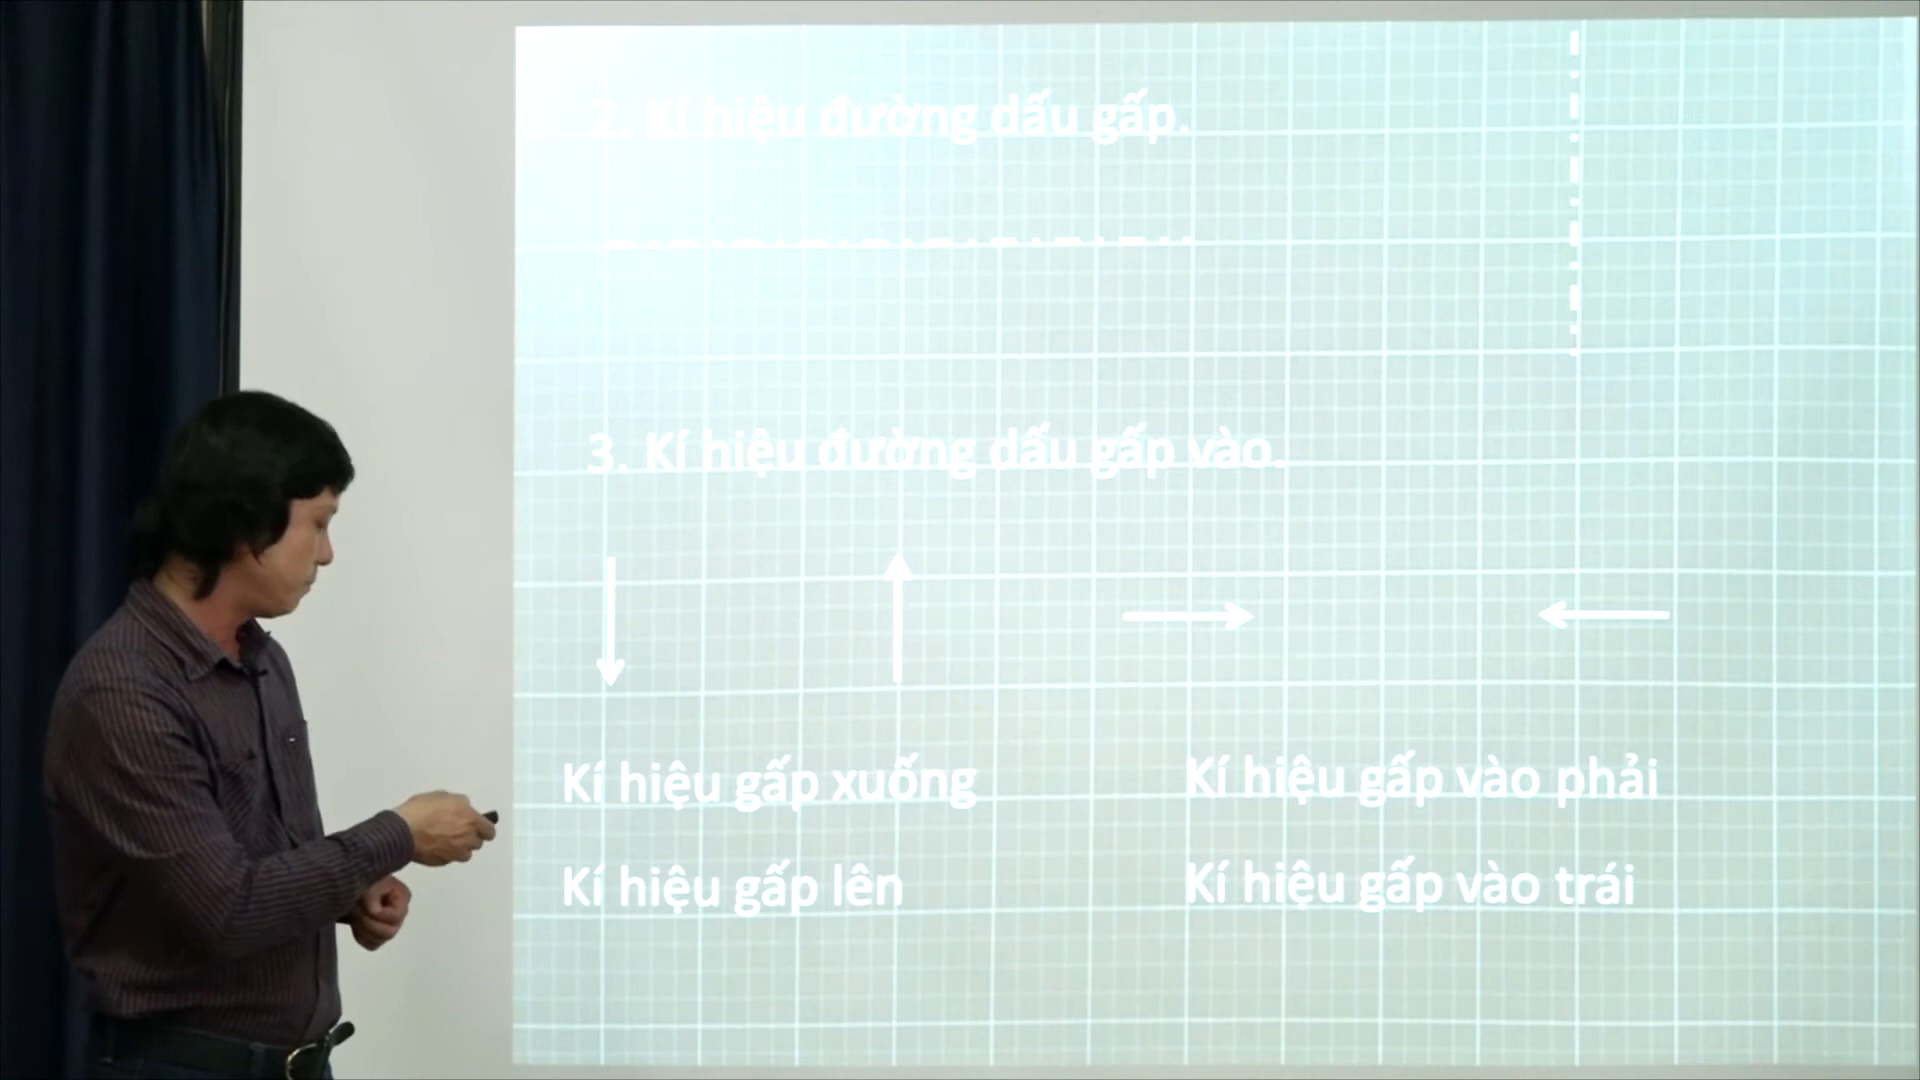 2. Kí hiệu đường dấu gấp.
3. Kí hiệu đường dấu gấp vào.
Kí hiệu gấp xuống
Kí hiệu gấp vào phải
Kí hiệu gấp lên
Kí hiệu gấp vào trái